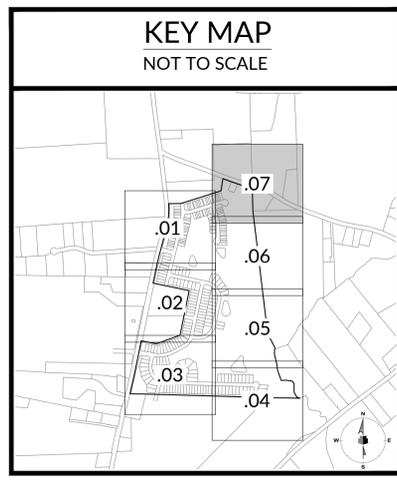 KEY MAP
NOT TO SCALE
.07
.01
.06
.02
.05
.03
.04
N
W E
S